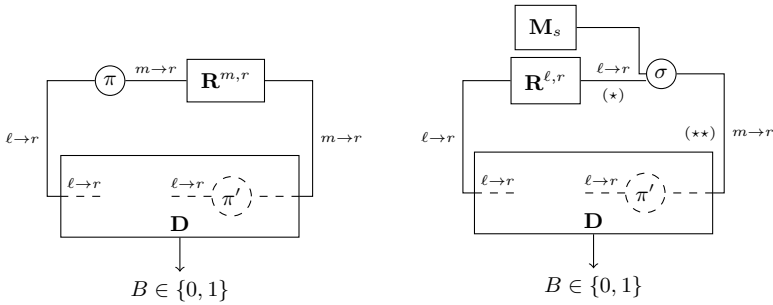 π
m→r
R^{m,r}
ℓ→r
m→r
ℓ→r
ℓ→r
π′
D
B ∈ {0, 1}
M_s
R^{ℓ,r}
ℓ→r
(⋆)
σ
ℓ→r
(⋆⋆)
m→r
ℓ→r
ℓ→r
π′
D
B ∈ {0, 1}